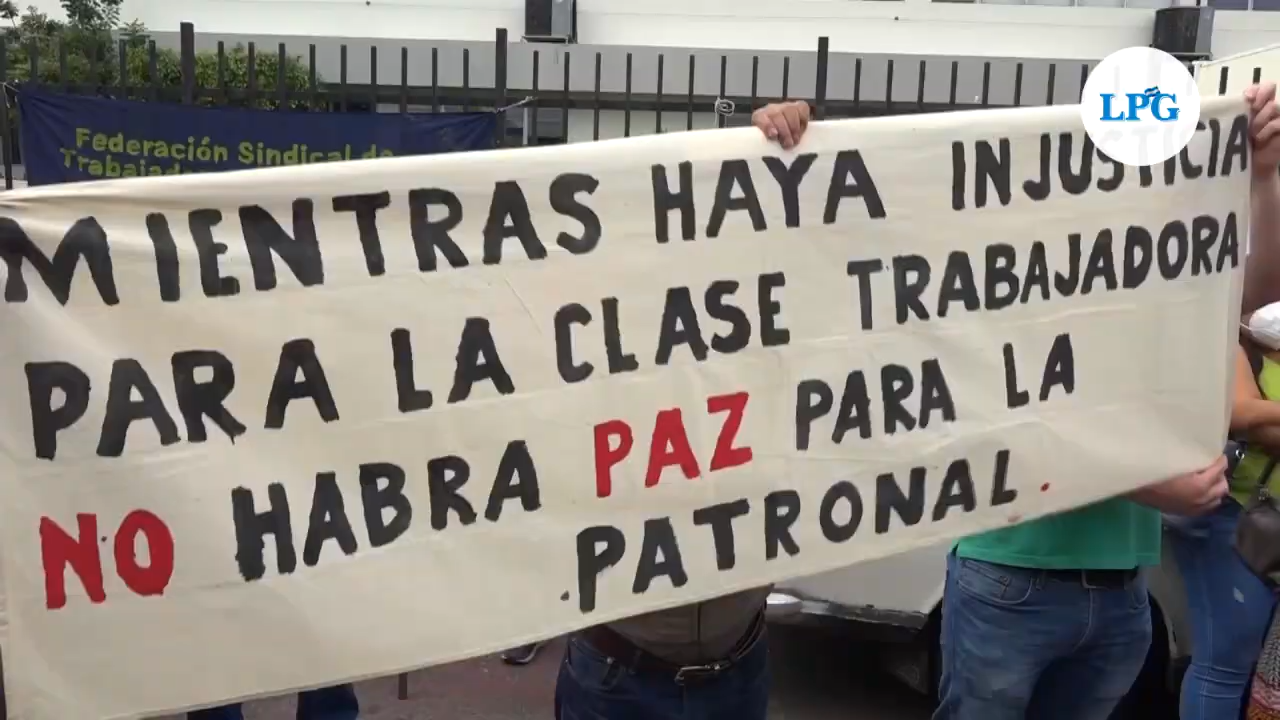 LPG
Federación Sindical de
MIENTRAS HAYA INJUSTICIA
PARA LA CLASE TRABAJADORA
NO HABRA PAZ PARA LA
PATRONAL.